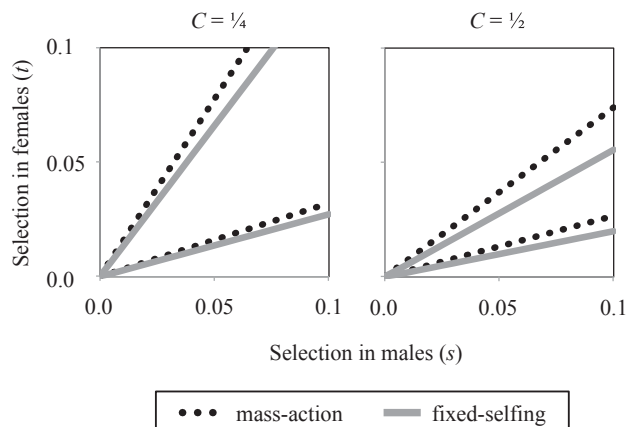 C = ¼
C = ½
0.1
0.05
0.0
Selection in females (t)
0.0 0.05 0.1
0.0 0.05 0.1
Selection in males (s)
mass-action fixed-selfing